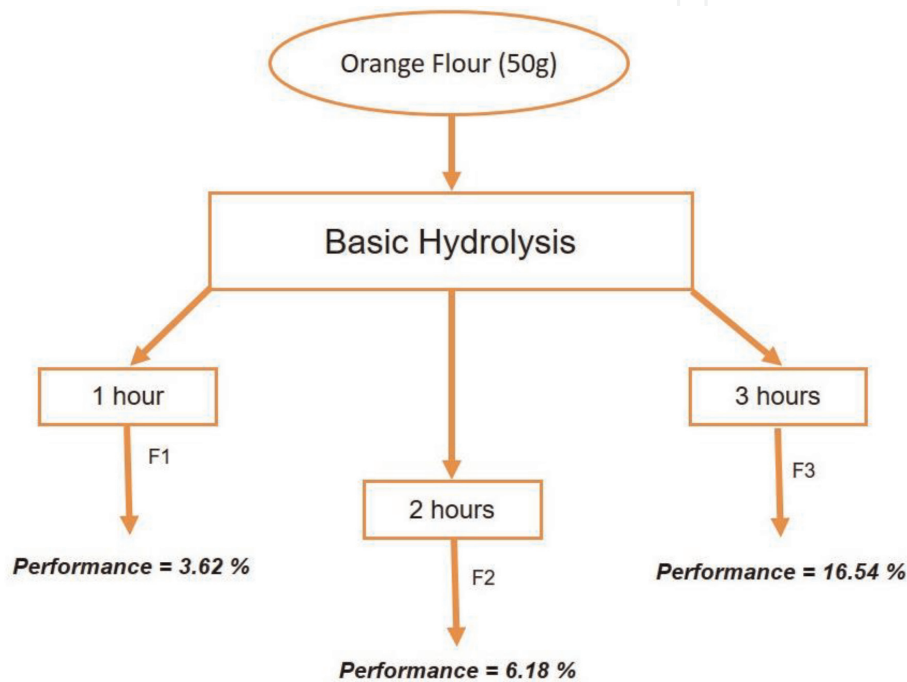 Orange Flour (50g)
Basic Hydrolysis
1 hour
3 hours
F1
F3
2 hours
Performance = 3.62 %
Performance = 16.54 %
F2
Performance = 6.18 %